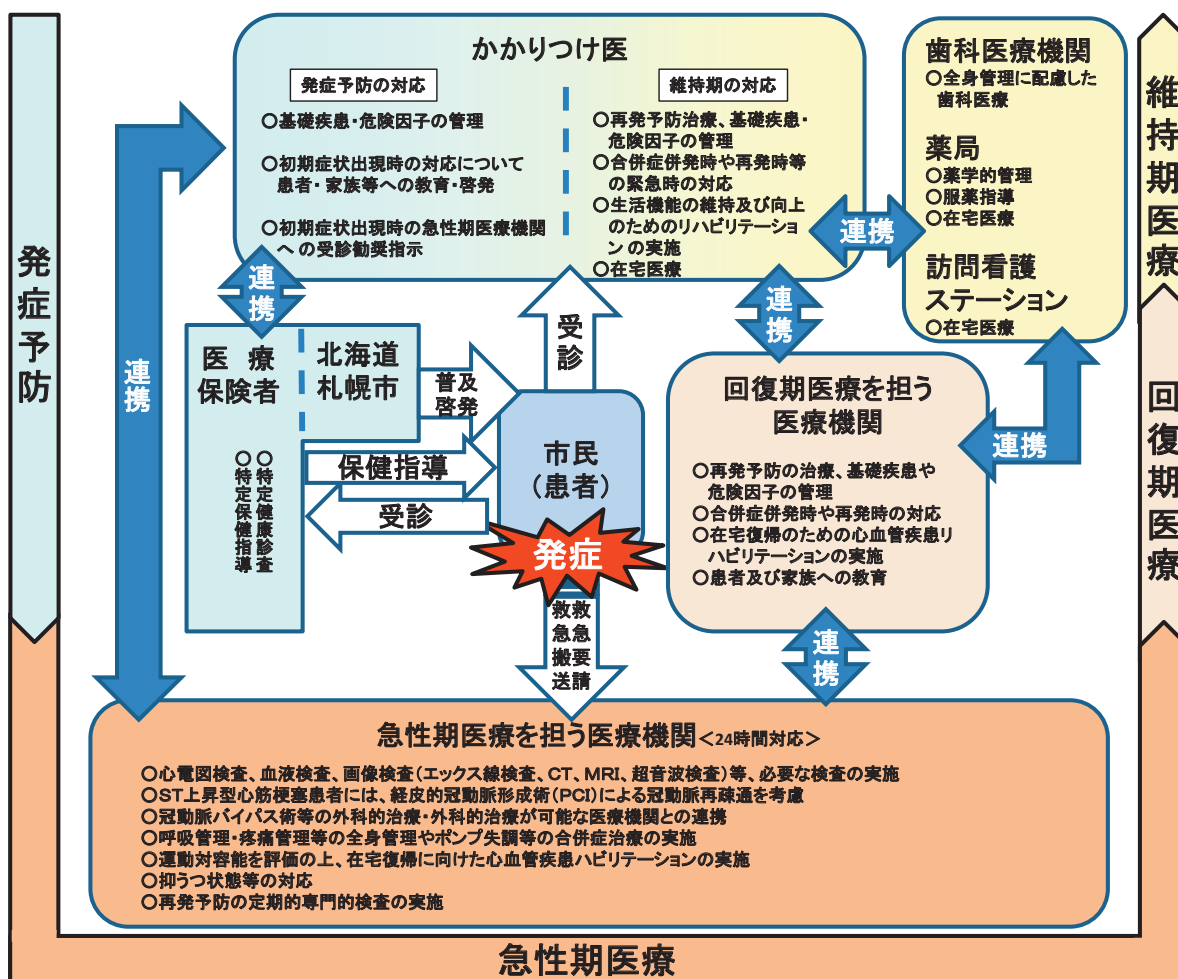 発症予防
かかりつけ医
発症予防の対応
○基礎疾患・危険因子の管理
○初期症状出現時の対応について
患者・家族等への教育・啓発
○初期症状出現時の急性期医療機関
への受診勧奨指示
維持期の対応
○再発予防治療、基礎疾患・
危険因子の管理
○合併症併発時や再発時等
の緊急時の対応
○生活機能の維持及び向上
のためのリハビリテーショ
ンの実施
○在宅医療
歯科医療機関
○全身管理に配慮した
歯科医療
薬局
○薬学的管理
○服薬指導
○在宅医療
訪問看護
ステーション
○在宅医療
維持期医療
回復期医療
連携
連携
連携
連携
連携
連携
医療
保険者
○特定健康診査
○特定保健指導
北海道
札幌市
普及
啓発
保健指導
受診
受診
市民
(患者)
発症
救急要請
救急搬送
回復期医療を担う
医療機関
○再発予防の治療、基礎疾患や
危険因子の管理
○合併症併発時や再発時の対応
○在宅復帰のための心血管疾患リ
ハビリテーションの実施
○患者及び家族への教育
急性期医療を担う医療機関<24時間対応>
○心電図検査、血液検査、画像検査(エックス線検査、CT、MRI、超音波検査)等、必要な検査の実施
○ST上昇型心筋梗塞患者には、経皮的冠動脈形成術(PCI)による冠動脈再疎通を考慮
○冠動脈バイパス術等の外科的治療・外科的治療が可能な医療機関との連携
○呼吸管理・疼痛管理等の全身管理やポンプ失調等の合併症治療の実施
○運動対容能を評価の上、在宅復帰に向けた心血管疾患ハビリテーションの実施
○抑うつ状態等の対応
○再発予防の定期的専門的検査の実施
急性期医療